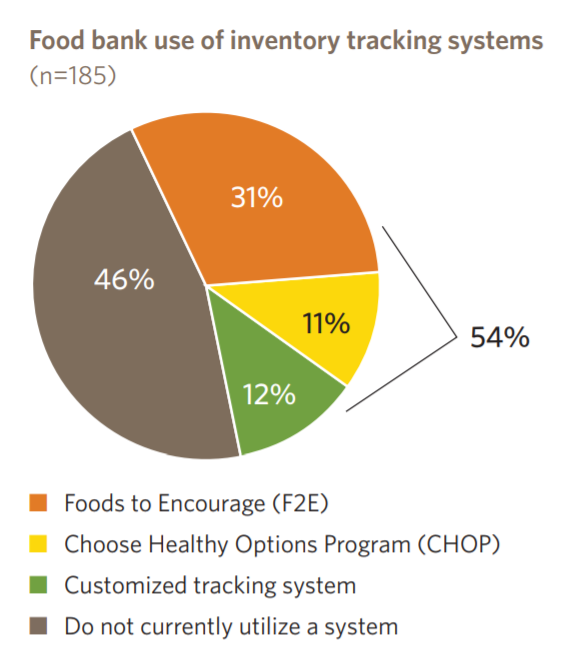 Food bank use of inventory tracking systems
(n=185)
31%
46%
11%
54%
12%
Foods to Encourage (F2E)
Choose Healthy Options Program (CHOP)
Customized tracking system
Do not currently utilize a system